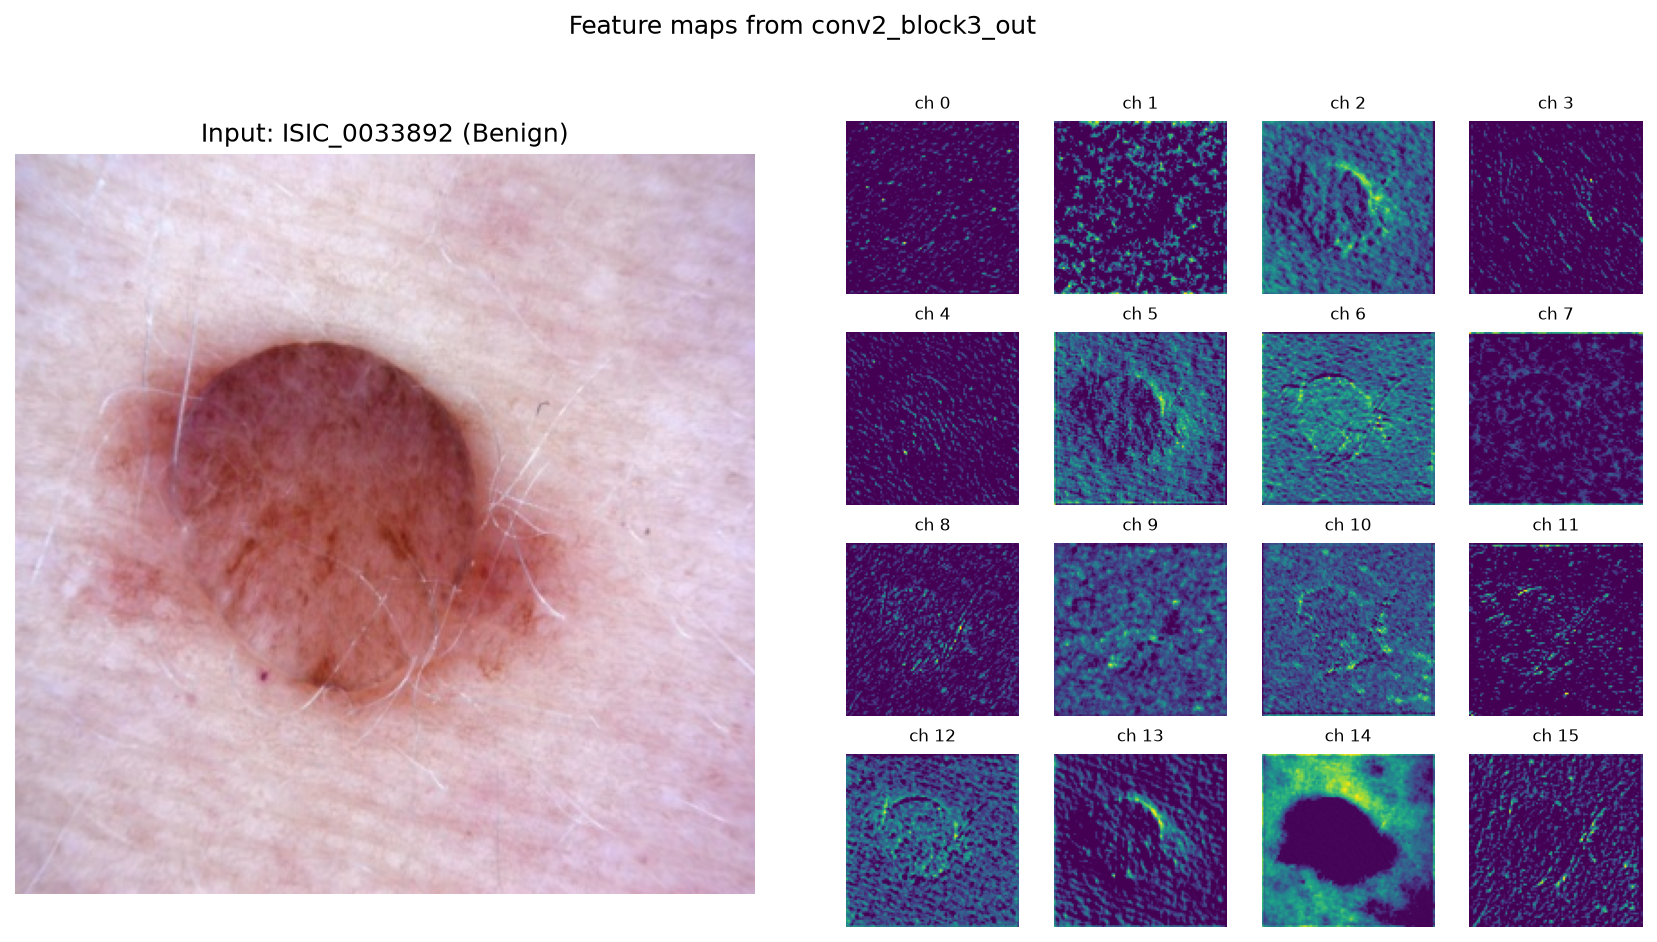 Feature maps from conv2_block3_out
Input: ISIC_0033892 (Benign)
ch 0
ch 1
ch 2
ch 3
ch 4
ch 5
ch 6
ch 7
ch 8
ch 9
ch 10
ch 11
ch 12
ch 13
ch 14
ch 15